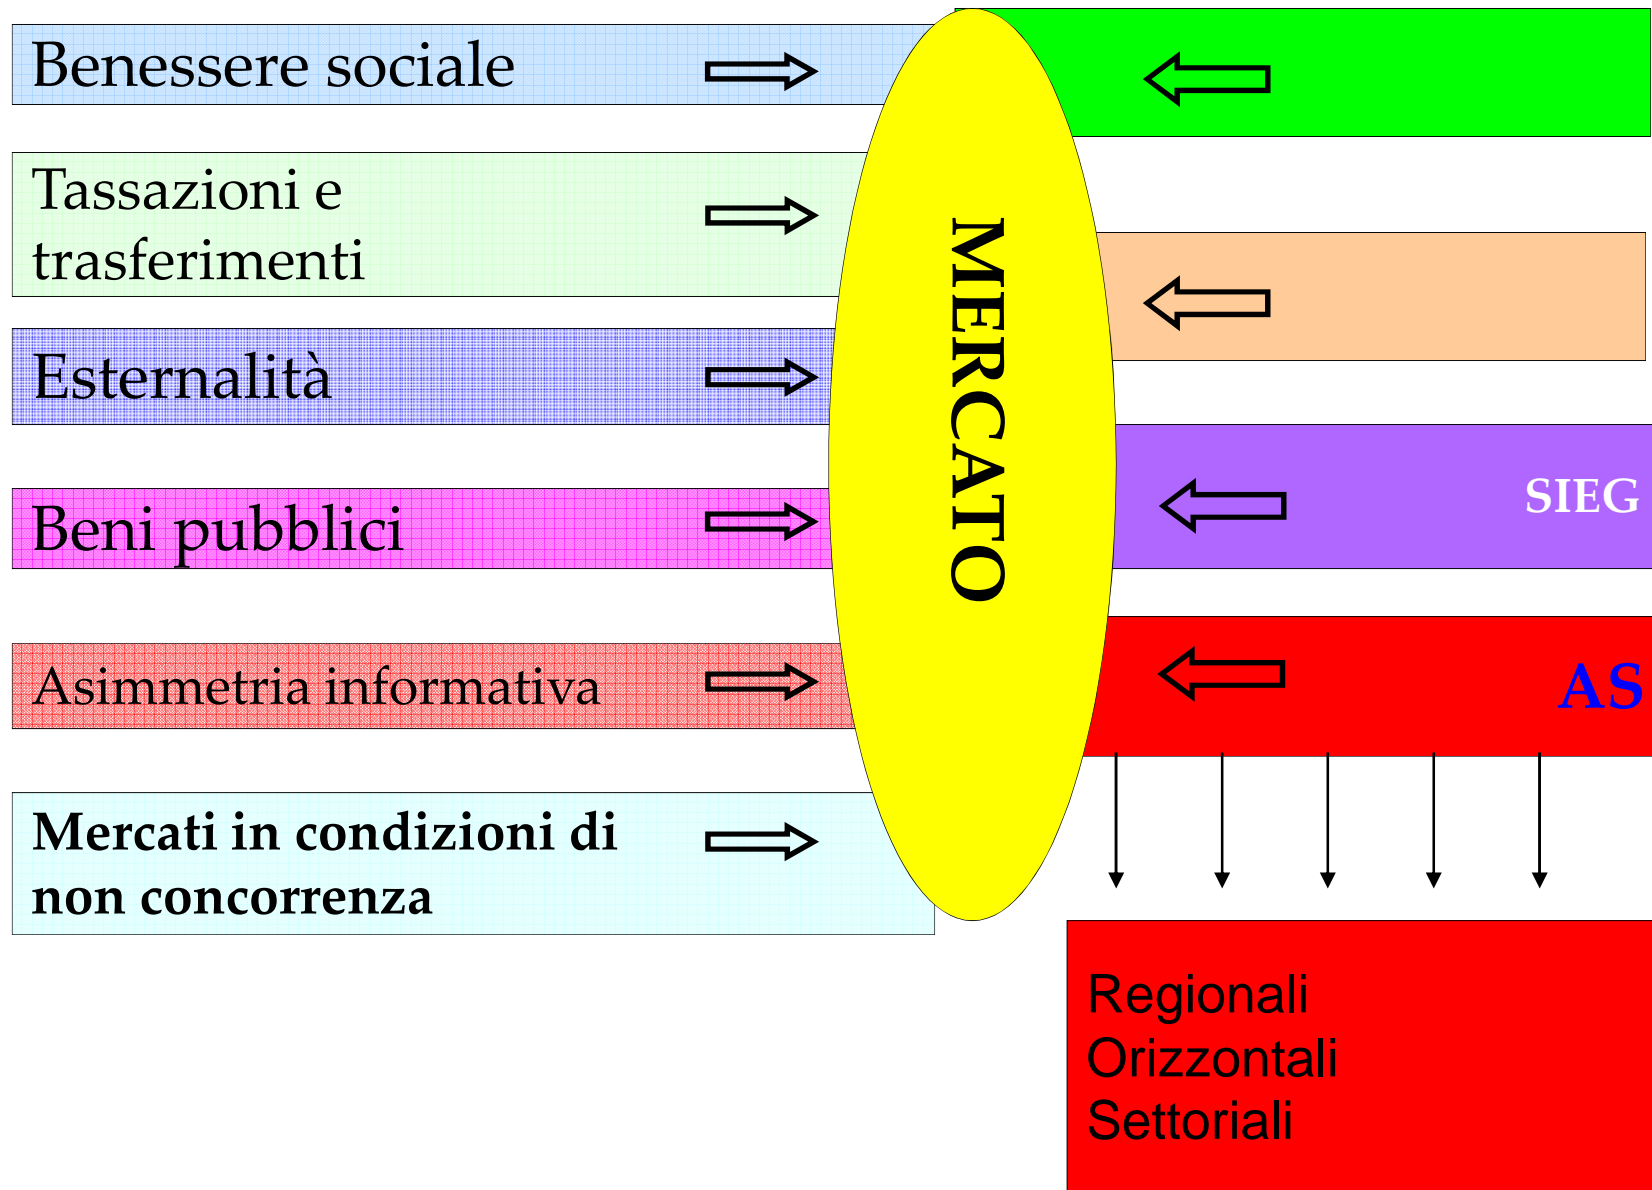 Benessere sociale
Tassazioni e
trasferimenti
Esternalità
Beni pubblici
Asimmetria informativa
Mercati in condizioni di
non concorrenza
MERCATO
SIEG
AS
Regionali
Orizzontali
Settoriali